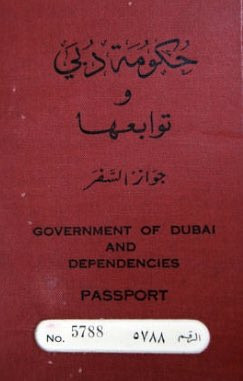 حكومة دبي
و
توابعها
جواز السفر
GOVERNMENT OF DUBAI
AND
DEPENDENCIES
PASSPORT
No. 5788 ٥٧٨٨ الرقم